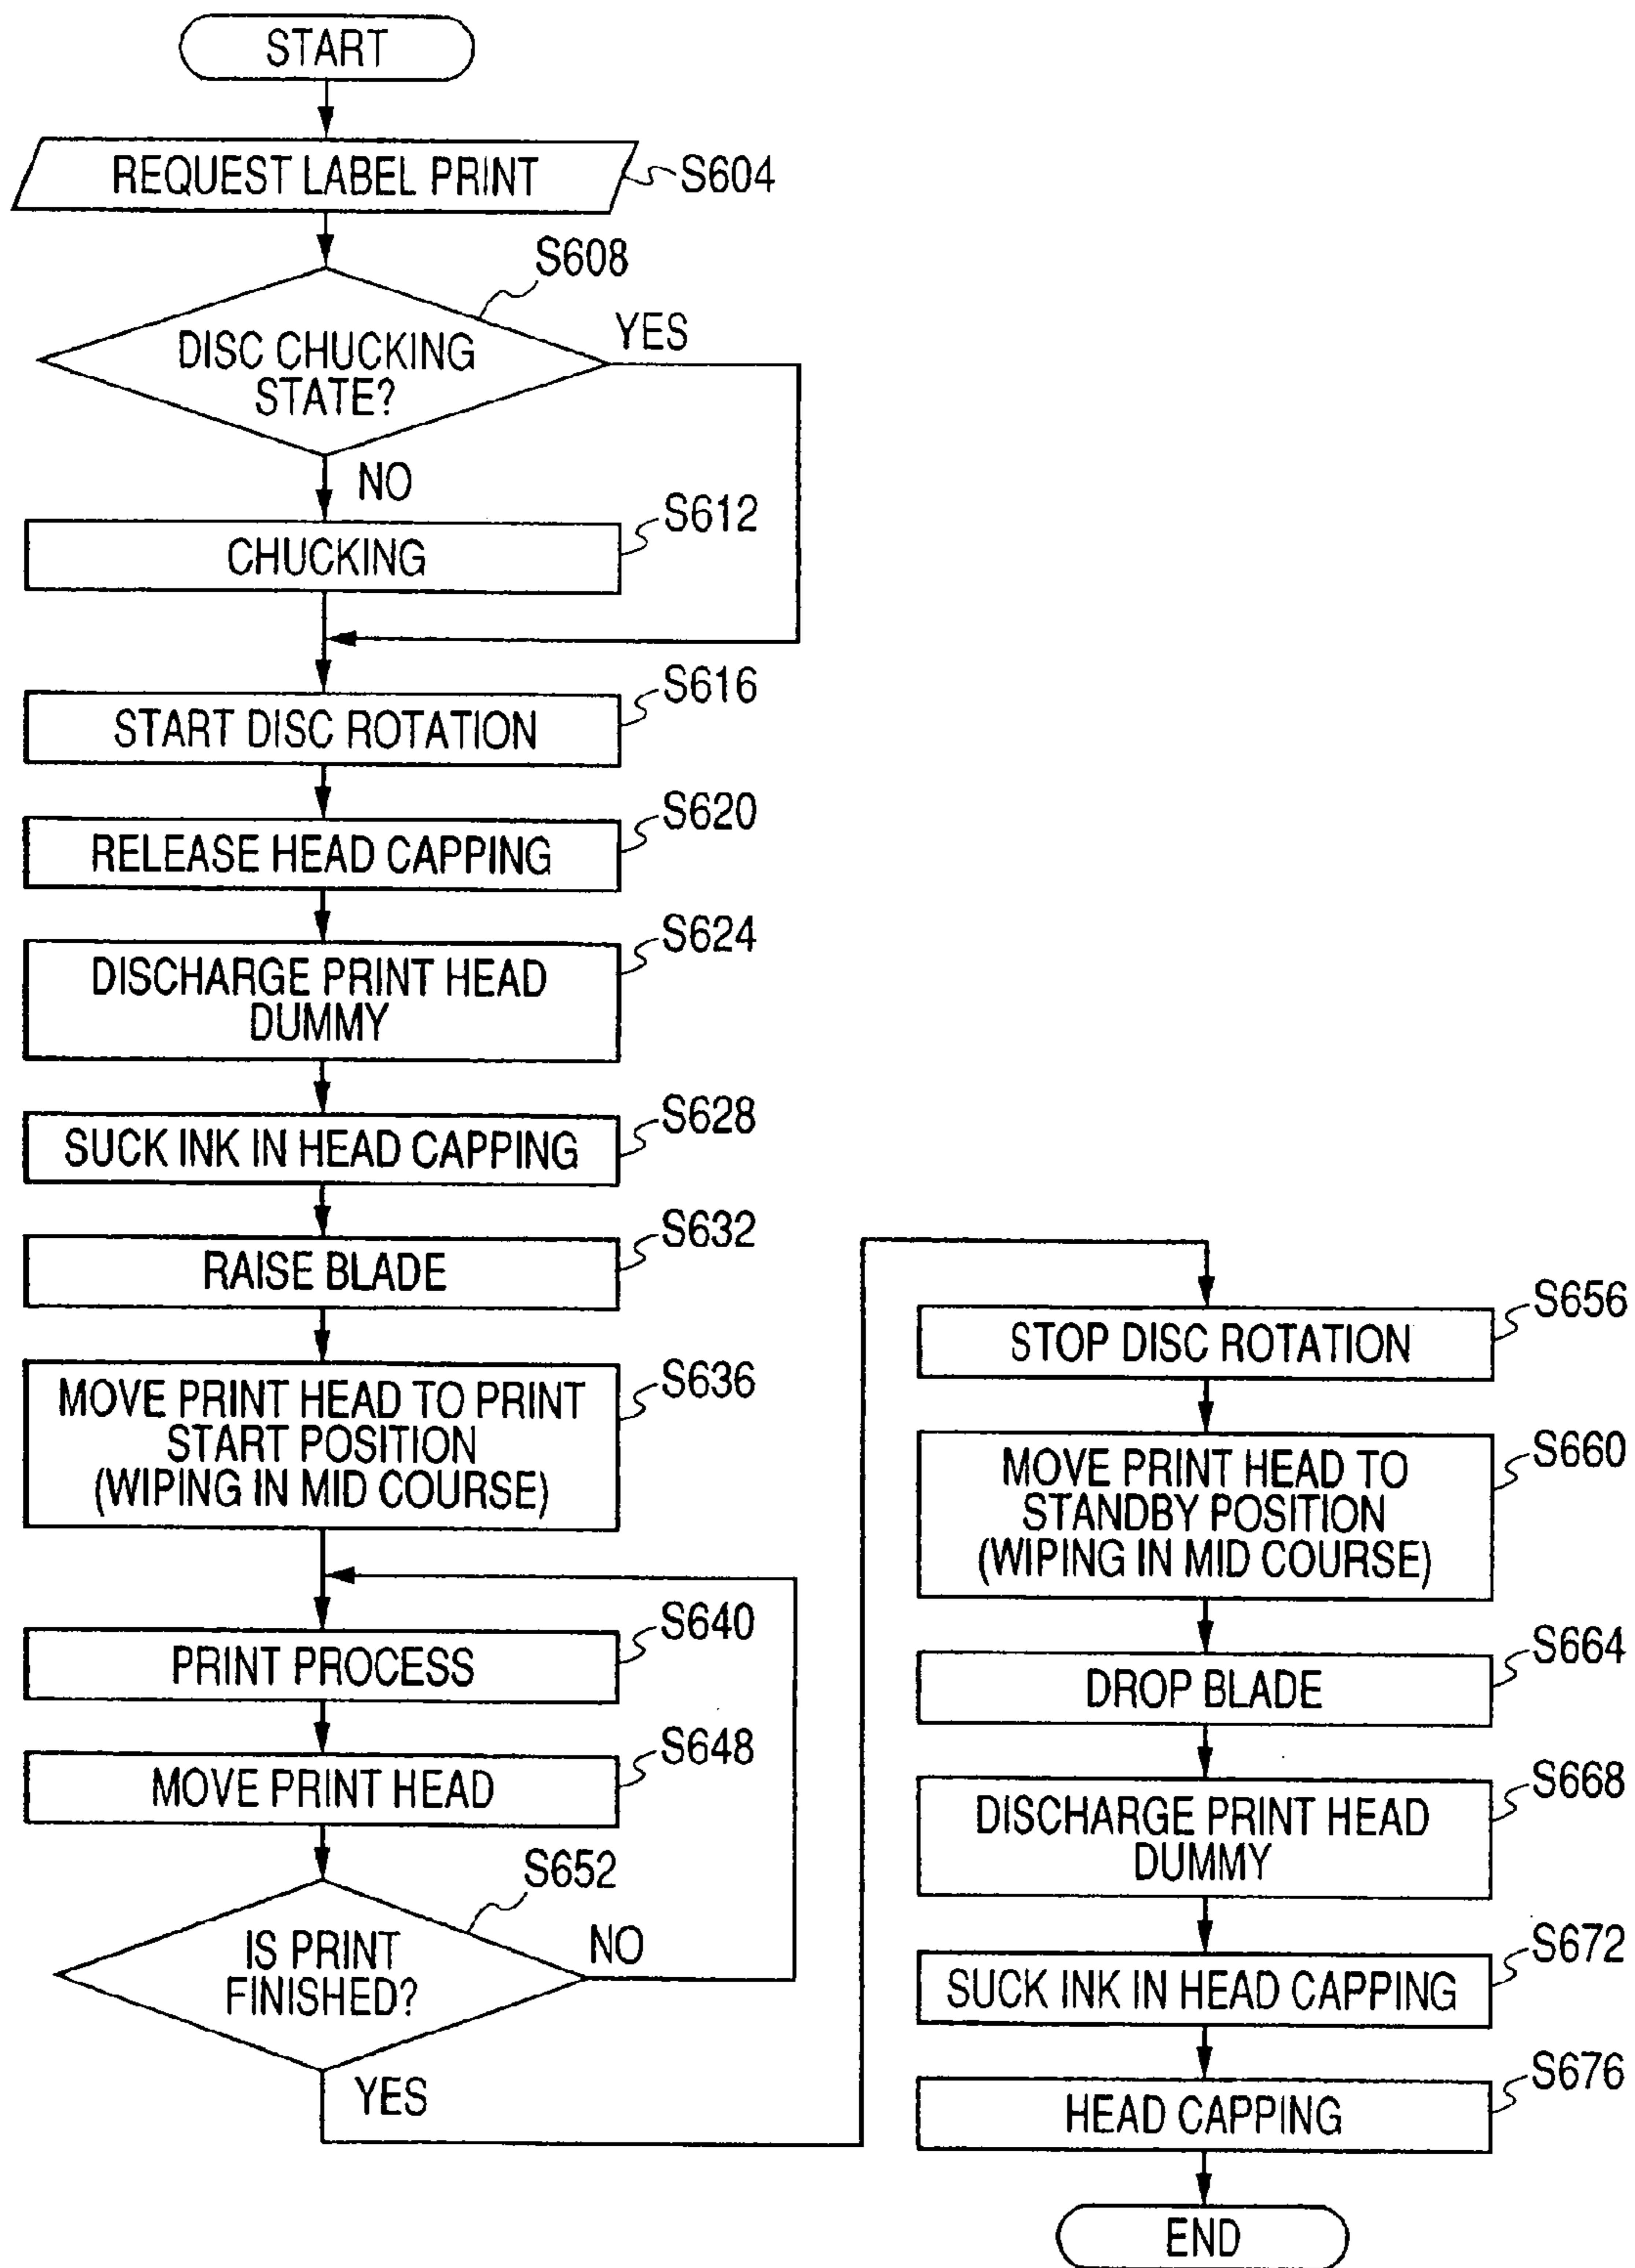 START
REQUEST LABEL PRINT
S604
S608
DISC CHUCKING
STATE?
YES
NO
S612
CHUCKING
S616
START DISC ROTATION
S620
RELEASE HEAD CAPPING
S624
DISCHARGE PRINT HEAD
DUMMY
S628
SUCK INK IN HEAD CAPPING
S632
RAISE BLADE
S636
MOVE PRINT HEAD TO PRINT
START POSITION
(WIPING IN MID COURSE)
S640
PRINT PROCESS
S648
MOVE PRINT HEAD
S652
IS PRINT
FINISHED?
NO
YES
S656
STOP DISC ROTATION
S660
MOVE PRINT HEAD TO
STANDBY POSITION
(WIPING IN MID COURSE)
S664
DROP BLADE
S668
DISCHARGE PRINT HEAD
DUMMY
S672
SUCK INK IN HEAD CAPPING
S676
HEAD CAPPING
END